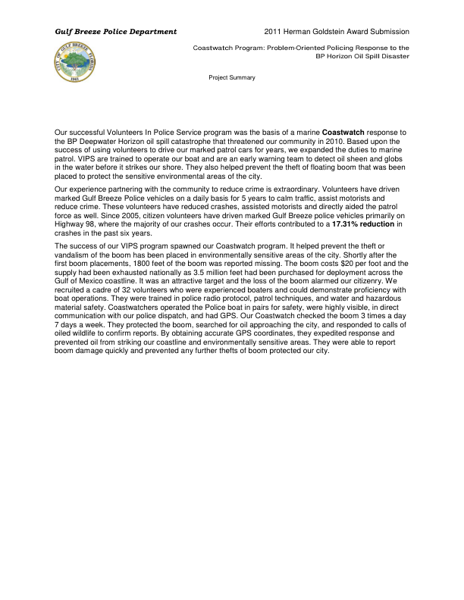 Gulf Breeze Police Department 2011 Herman Goldstein Award Submission
Coastwatch Program: Problem-Oriented Policing Response to the
BP Horizon Oil Spill Disaster
Project Summary
Our successful Volunteers In Police Service program was the basis of a marine Coastwatch response to
the BP Deepwater Horizon oil spill catastrophe that threatened our community in 2010. Based upon the
success of using volunteers to drive our marked patrol cars for years, we expanded the duties to marine
patrol. VIPS are trained to operate our boat and are an early warning team to detect oil sheen and globs
in the water before it strikes our shore. They also helped prevent the theft of floating boom that was been
placed to protect the sensitive environmental areas of the city.
Our experience partnering with the community to reduce crime is extraordinary. Volunteers have driven
marked Gulf Breeze Police vehicles on a daily basis for 5 years to calm traffic, assist motorists and
reduce crime. These volunteers have reduced crashes, assisted motorists and directly aided the patrol
force as well. Since 2005, citizen volunteers have driven marked Gulf Breeze police vehicles primarily on
Highway 98, where the majority of our crashes occur. Their efforts contributed to a 17.31% reduction in
crashes in the past six years.
The success of our VIPS program spawned our Coastwatch program. It helped prevent the theft or
vandalism of the boom has been placed in environmentally sensitive areas of the city. Shortly after the
first boom placements, 1800 feet of the boom was reported missing. The boom costs $20 per foot and the
supply had been exhausted nationally as 3.5 million feet had been purchased for deployment across the
Gulf of Mexico coastline. It was an attractive target and the loss of the boom alarmed our citizenry. We
recruited a cadre of 32 volunteers who were experienced boaters and could demonstrate proficiency with
boat operations. They were trained in police radio protocol, patrol techniques, and water and hazardous
material safety. Coastwatchers operated the Police boat in pairs for safety, were highly visible, in direct
communication with our police dispatch, and had GPS. Our Coastwatch checked the boom 3 times a day
7 days a week. They protected the boom, searched for oil approaching the city, and responded to calls of
oiled wildlife to confirm reports. By obtaining accurate GPS coordinates, they expedited response and
prevented oil from striking our coastline and environmentally sensitive areas. They were able to report
boom damage quickly and prevented any further thefts of boom protected our city.